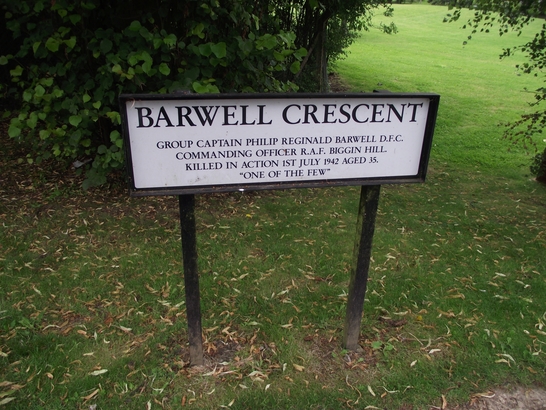 BARWELL CRESCENT
GROUP CAPTAIN PHILIP REGINALD BARWELL D.F.C.
COMMANDING OFFICER R.A.F. BIGGIN HILL.
KILLED IN ACTION 1ST JULY 1942 AGED 35.
"ONE OF THE FEW"